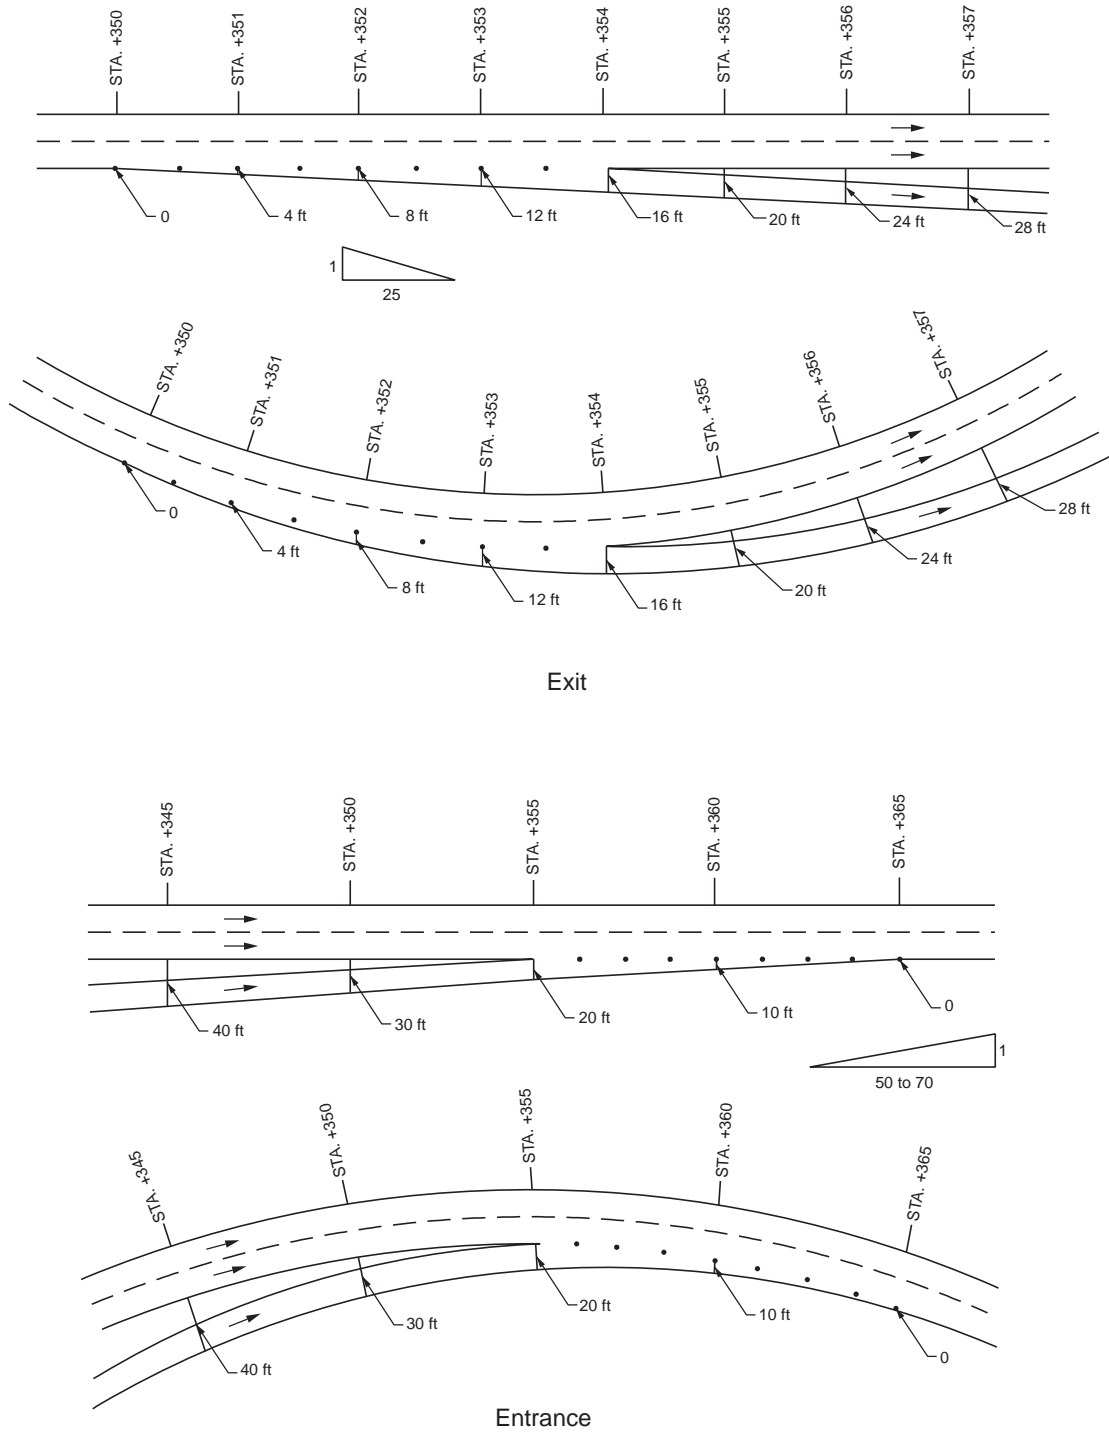 STA. +350
STA. +351
STA. +352
STA. +353
STA. +354
STA. +355
STA. +356
STA. +357
0
4 ft
8 ft
12 ft
16 ft
20 ft
24 ft
28 ft
1
25
STA. +350
STA. +351
STA. +352
STA. +353
STA. +354
STA. +355
STA. +356
STA. +357
0
4 ft
8 ft
12 ft
16 ft
20 ft
24 ft
28 ft
Exit
STA. +345
STA. +350
STA. +355
STA. +360
STA. +365
40 ft
30 ft
20 ft
10 ft
0
1
50 to 70
STA. +345
STA. +350
STA. +355
STA. +360
STA. +365
40 ft
30 ft
20 ft
10 ft
0
Entrance